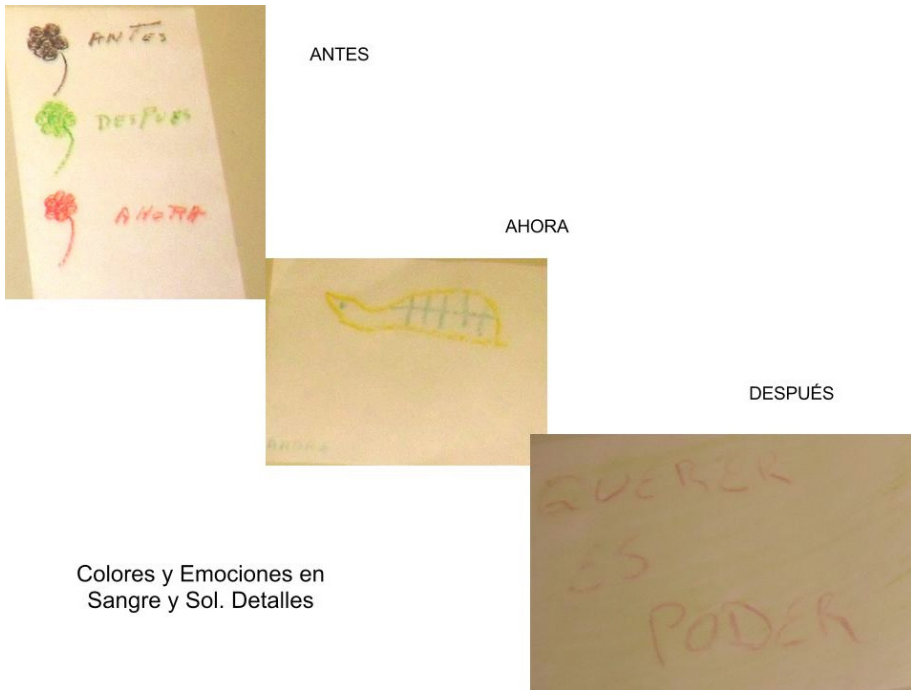 ANTES
ANTES
DESPUES
AHORA
AHORA
AHORA
DESPUÉS
QUERER
ES
PODER
Colores y Emociones en
Sangre y Sol. Detalles